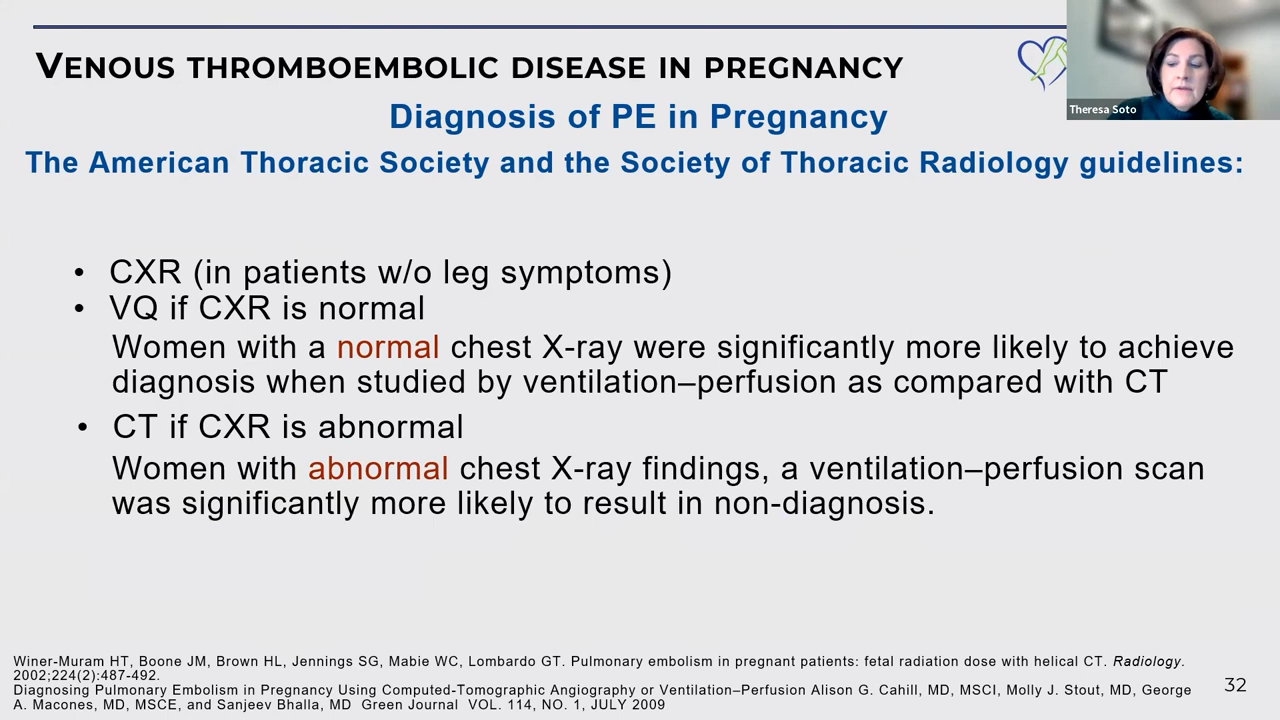 VENOUS THROMBOEMBOLIC DISEASE IN PREGNANCY
Theresa Soto
Diagnosis of PE in Pregnancy
The American Thoracic Society and the Society of Thoracic Radiology guidelines:
• CXR (in patients w/o leg symptoms)
• VQ if CXR is normal
Women with a normal chest X-ray were significantly more likely to achieve
diagnosis when studied by ventilation–perfusion as compared with CT
• CT if CXR is abnormal
Women with abnormal chest X-ray findings, a ventilation–perfusion scan
was significantly more likely to result in non-diagnosis.
Winer-Muram HT, Boone JM, Brown HL, Jennings SG, Mabie WC, Lombardo GT. Pulmonary embolism in pregnant patients: fetal radiation dose with helical CT. Radiology.
2002;224(2):487-492.
Diagnosing Pulmonary Embolism in Pregnancy Using Computed-Tomographic Angiography or Ventilation–Perfusion Alison G. Cahill, MD, MSCI, Molly J. Stout, MD, George
A. Macones, MD, MSCE, and Sanjeev Bhalla, MD Green Journal VOL. 114, NO. 1, JULY 2009
32